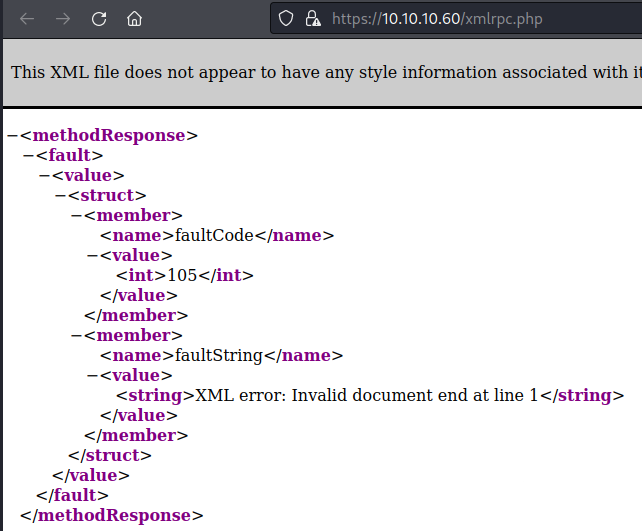 https://10.10.10.60/xmlrpc.php
This XML file does not appear to have any style information associated with it
−<methodResponse>
−<fault>
−<value>
−<struct>
−<member>
<name>faultCode</name>
−<value>
<int>105</int>
</value>
</member>
−<member>
<name>faultString</name>
−<value>
<string>XML error: Invalid document end at line 1</string>
</value>
</member>
</struct>
</value>
</fault>
</methodResponse>